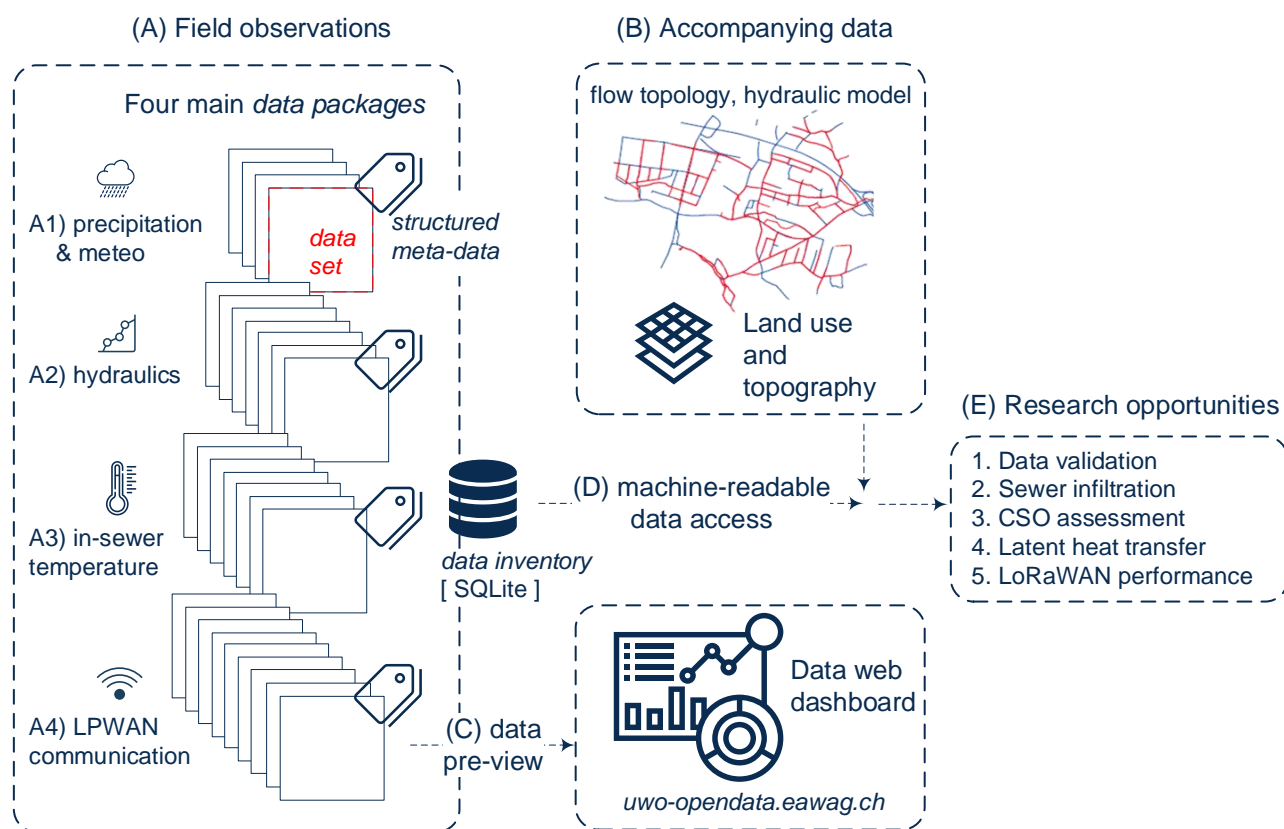 (A) Field observations
Four main data packages
A1) precipitation
& meteo
data
set
structured
meta-data
A2) hydraulics
A3) in-sewer
temperature
A4) LPWAN
communication
data inventory
[ SQLite ]
(B) Accompanying data
flow topology, hydraulic model
Land use
and
topography
(D) machine-readable
data access
(C) data
pre-view
Data web
dashboard
uwo-opendata.eawag.ch
(E) Research opportunities
1. Data validation
2. Sewer infiltration
3. CSO assessment
4. Latent heat transfer
5. LoRaWAN performance